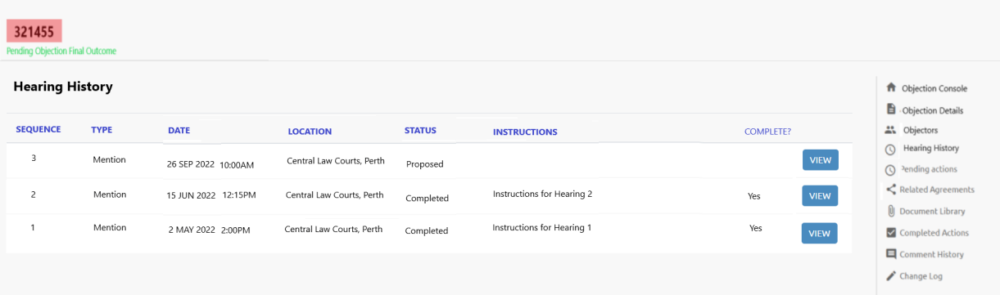 321455
Pending Objection Final Outcome
Hearing History
SEQUENCE TYPE DATE LOCATION STATUS INSTRUCTIONS COMPLETE?
3 Mention 26 SEP 2022 10:00AM Central Law Courts, Perth Proposed VIEW
2 Mention 15 JUN 2022 12:15PM Central Law Courts, Perth Completed Instructions for Hearing 2 Yes VIEW
1 Mention 2 MAY 2022 2:00PM Central Law Courts, Perth Completed Instructions for Hearing 1 Yes VIEW
Objection Console
Objection Details
Objectors
Hearing History
Pending actions
Related Agreements
Document Library
Completed Actions
Comment History
Change Log